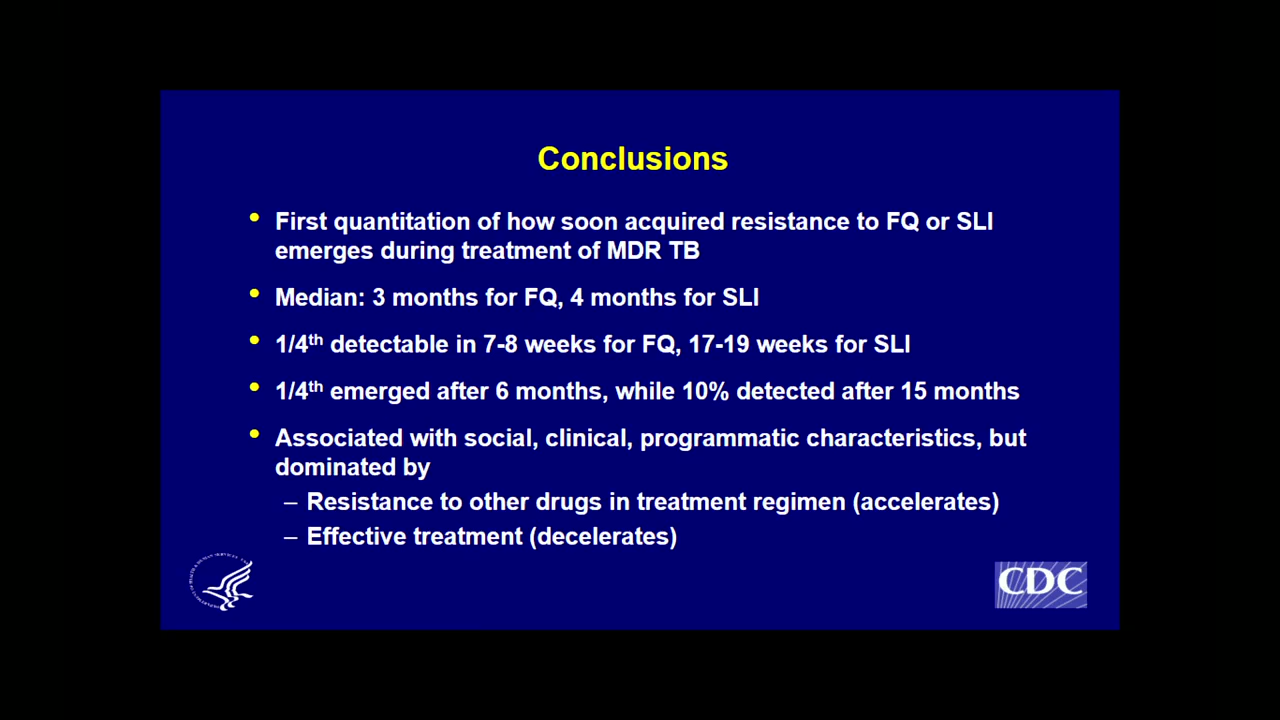 Conclusions
• First quantitation of how soon acquired resistance to FQ or SLI
emerges during treatment of MDR TB
• Median: 3 months for FQ, 4 months for SLI
• 1/4th detectable in 7-8 weeks for FQ, 17-19 weeks for SLI
• 1/4th emerged after 6 months, while 10% detected after 15 months
• Associated with social, clinical, programmatic characteristics, but
dominated by
– Resistance to other drugs in treatment regimen (accelerates)
– Effective treatment (decelerates)
CDC